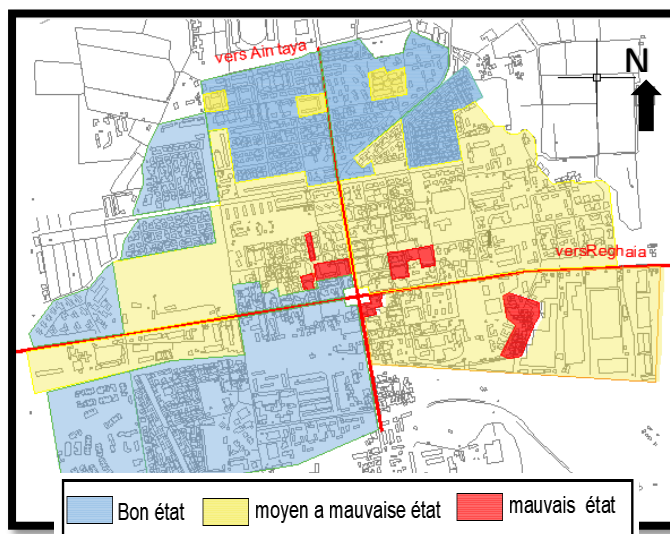 vers Ain taya
N
versReghaia
Bon état
moyen a mauvaise état
mauvais état